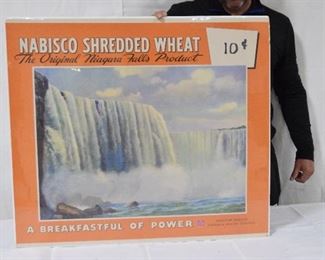 NABISCO SHREDDED WHEAT
10¢
The Original Niagara Falls Product
A BREAKFASTFUL OF POWER